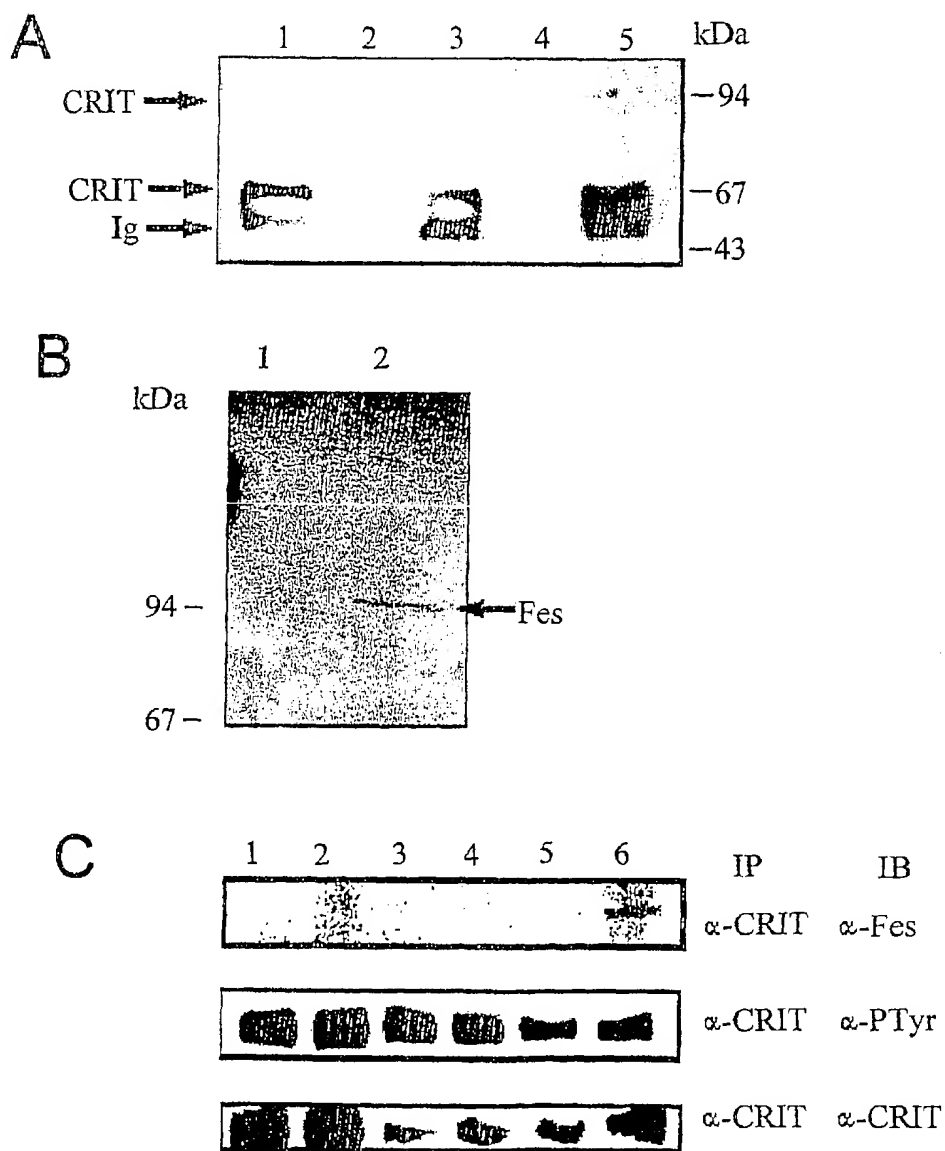 A
1 2 3 4 5 kDa
CRIT
94
CRIT
67
Ig
43
B
1 2
kDa
94
Fes
67
C
1 2 3 4 5 6 IP IB
α-CRIT α-Fes
α-CRIT α-PTyr
α-CRIT α-CRIT